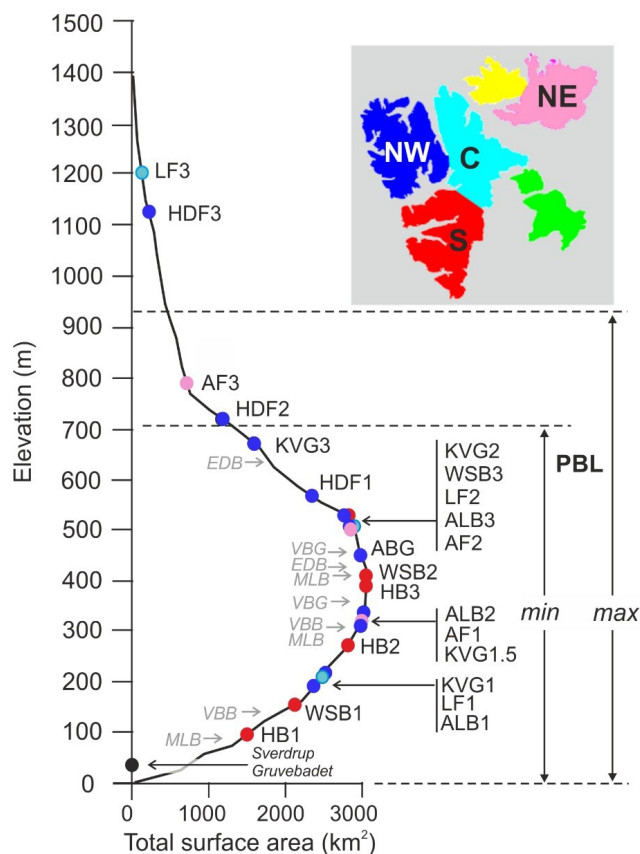 1400
1300
1200
1100
1000
900
800
700
600
500
400
300
200
100
0
Elevation (m)
0
1000
2000
3000
Total surface area (km²)
LF3
HDF3
AF3
HDF2
KVG3
EDB
HDF1
KVG2
WSB3
LF2
ALB3
AF2
VBG
ABG
EDB
MLB
WSB2
HB3
VBG
ALB2
AF1
KVG1.5
VBB
MLB
HB2
KVG1
LF1
ALB1
VBB
WSB1
MLB
HB1
Sverdrup
Gruvebadet
PBL
min
max
NE
NW
C
S